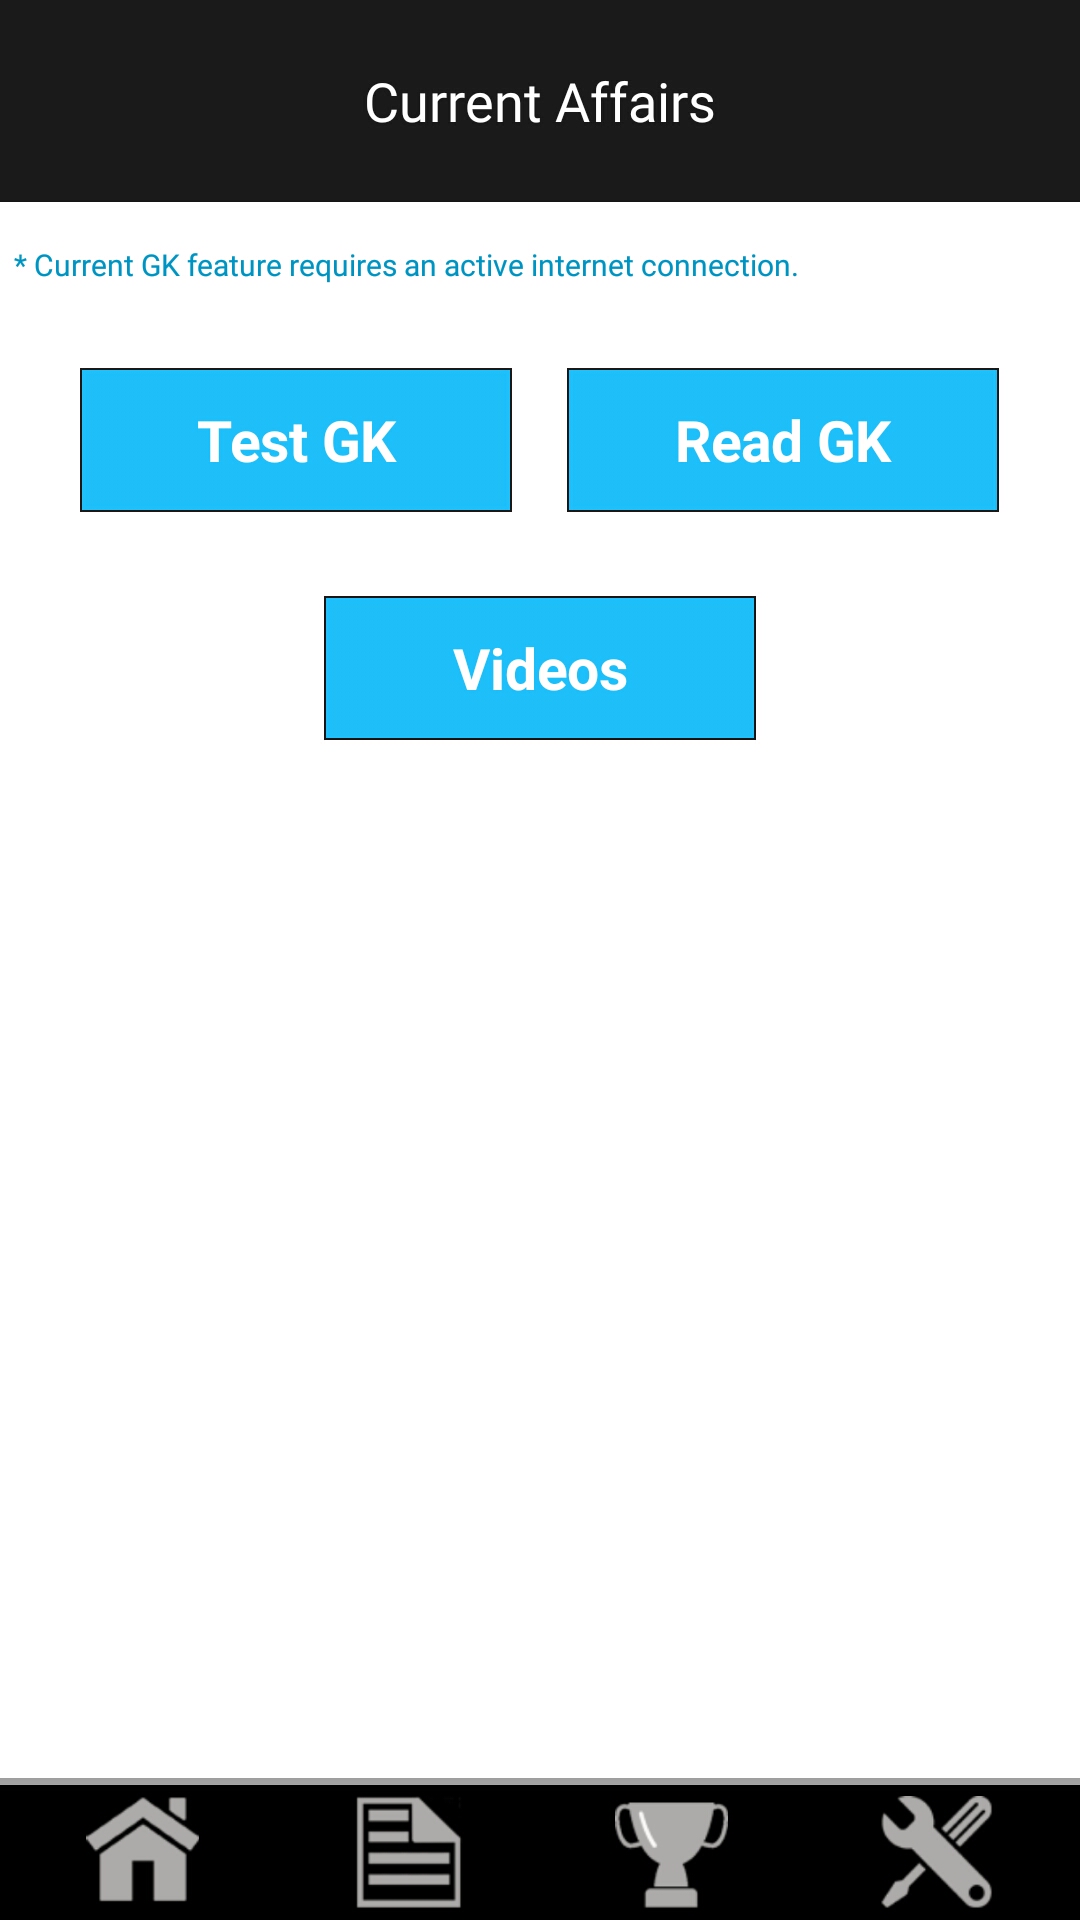 Current Affairs
* Current GK feature requires an active internet connection.
Test GK
Read GK
Videos